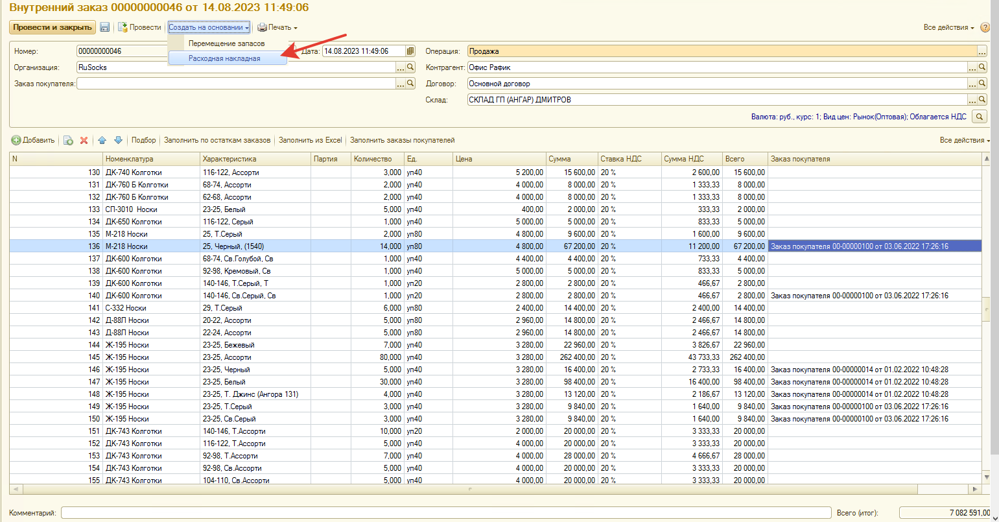 Внутренний заказ 00000000046 от 14.08.2023 11:49:06
Провести и закрыть Провести Создать на основании Печать Все действия ?
Перемещение запасов
Расходная накладная
Номер: 00000000046 Дата: 14.08.2023 11:49:06 Операция: Продажа ...
Организация: RuSocks ... Контрагент: Офис Рафик ...
Заказ покупателя: ... Договор: Основной договор ...
Склад: СКЛАД ГП (АНГАР) ДМИТРОВ ...
Валюта: руб., курс: 1; Вид цен: Рынок(Оптовая); Облагается НДС
Добавить Подбор Заполнить по остаткам заказов Заполнить из Excel Заполнить заказы покупателей Все действия
N Номенклатура Характеристика Партия Количество Ед. Цена Сумма Ставка НДС Сумма НДС Всего Заказ покупателя
130 ДК-740 Колготки 116-122, Ассорти 3,000 уп40 5 200,00 15 600,00 20 % 2 600,00 15 600,00
131 ДК-760 Б Колготки 68-74, Ассорти 2,000 уп40 4 000,00 8 000,00 20 % 1 333,33 8 000,00
132 ДК-760 Б Колготки 62-68, Ассорти 2,000 уп40 4 000,00 8 000,00 20 % 1 333,33 8 000,00
133 СП-3010 Носки 23-25, Белый 5,000 уп40 400,00 2 000,00 20 % 333,33 2 000,00
134 ДК-650 Колготки 116-122, Серый 1,000 уп40 5 000,00 5 000,00 20 % 833,33 5 000,00
135 М-218 Носки 25, Т.Серый 2,000 уп80 4 800,00 9 600,00 20 % 1 600,00 9 600,00
136 М-218 Носки 25, Черный, (1540) 14,000 уп80 4 800,00 67 200,00 20 % 11 200,00 67 200,00 Заказ покупателя 00-00000100 от 03.06.2022 17:26:16
137 ДК-600 Колготки 68-74, Св.Голубой, Св 1,000 уп40 4 400,00 4 400,00 20 % 733,33 4 400,00
138 ДК-600 Колготки 92-98, Кремовый, Св 1,000 уп40 5 000,00 5 000,00 20 % 833,33 5 000,00
139 ДК-600 Колготки 140-146, Т.Серый, Т 1,000 уп20 2 800,00 2 800,00 20 % 466,67 2 800,00
140 ДК-600 Колготки 140-146, Св.Серый, Св 1,000 уп20 2 800,00 2 800,00 20 % 466,67 2 800,00 Заказ покупателя 00-00000100 от 03.06.2022 17:26:16
141 С-332 Носки 29, Т.Серый 6,000 уп80 2 400,00 14 400,00 20 % 2 400,00 14 400,00
142 Д-88Л Носки 20-22, Ассорти 5,000 уп80 2 960,00 14 800,00 20 % 2 466,67 14 800,00
143 Д-88Л Носки 22-24, Ассорти 5,000 уп80 2 960,00 14 800,00 20 % 2 466,67 14 800,00
144 Ж-195 Носки 23-25, Бежевый 7,000 уп40 3 280,00 22 960,00 20 % 3 826,67 22 960,00
145 Ж-195 Носки 23-25, Ассорти 80,000 уп40 3 280,00 262 400,00 20 % 43 733,33 262 400,00
146 Ж-195 Носки 23-25, Черный 5,000 уп40 3 280,00 16 400,00 20 % 2 733,33 16 400,00 Заказ покупателя 00-00000014 от 01.02.2022 10:48:28
147 Ж-195 Носки 23-25, Белый 30,000 уп40 3 280,00 98 400,00 20 % 16 400,00 98 400,00 Заказ покупателя 00-00000014 от 01.02.2022 10:48:28
148 Ж-195 Носки 23-25, Т. Джинс (Ангора 131) 4,000 уп40 3 280,00 13 120,00 20 % 2 186,67 13 120,00 Заказ покупателя 00-00000014 от 01.02.2022 10:48:28
149 Ж-195 Носки 23-25, Т.Серый 3,000 уп40 3 280,00 9 840,00 20 % 1 640,00 9 840,00 Заказ покупателя 00-00000100 от 03.06.2022 17:26:16
150 Ж-195 Носки 23-25, Св.Серый 3,000 уп40 3 280,00 9 840,00 20 % 1 640,00 9 840,00 Заказ покупателя 00-00000100 от 03.06.2022 17:26:16
151 ДК-743 Колготки 140-146, Т.Ассорти 10,000 уп20 2 000,00 20 000,00 20 % 3 333,33 20 000,00
152 ДК-743 Колготки 116-122, Т.Ассорти 5,000 уп40 4 000,00 20 000,00 20 % 3 333,33 20 000,00
153 ДК-743 Колготки 92-98, Т.Ассорти 7,000 уп40 4 000,00 28 000,00 20 % 4 666,67 28 000,00
154 ДК-743 Колготки 92-98, Св.Ассорти 5,000 уп40 4 000,00 20 000,00 20 % 3 333,33 20 000,00
155 ДК-743 Колготки 104-110, Св.Ассорти 5,000 уп40 4 000,00 20 000,00 20 % 3 333,33 20 000,00
Комментарий: Всего (итог): 7 082 591,00